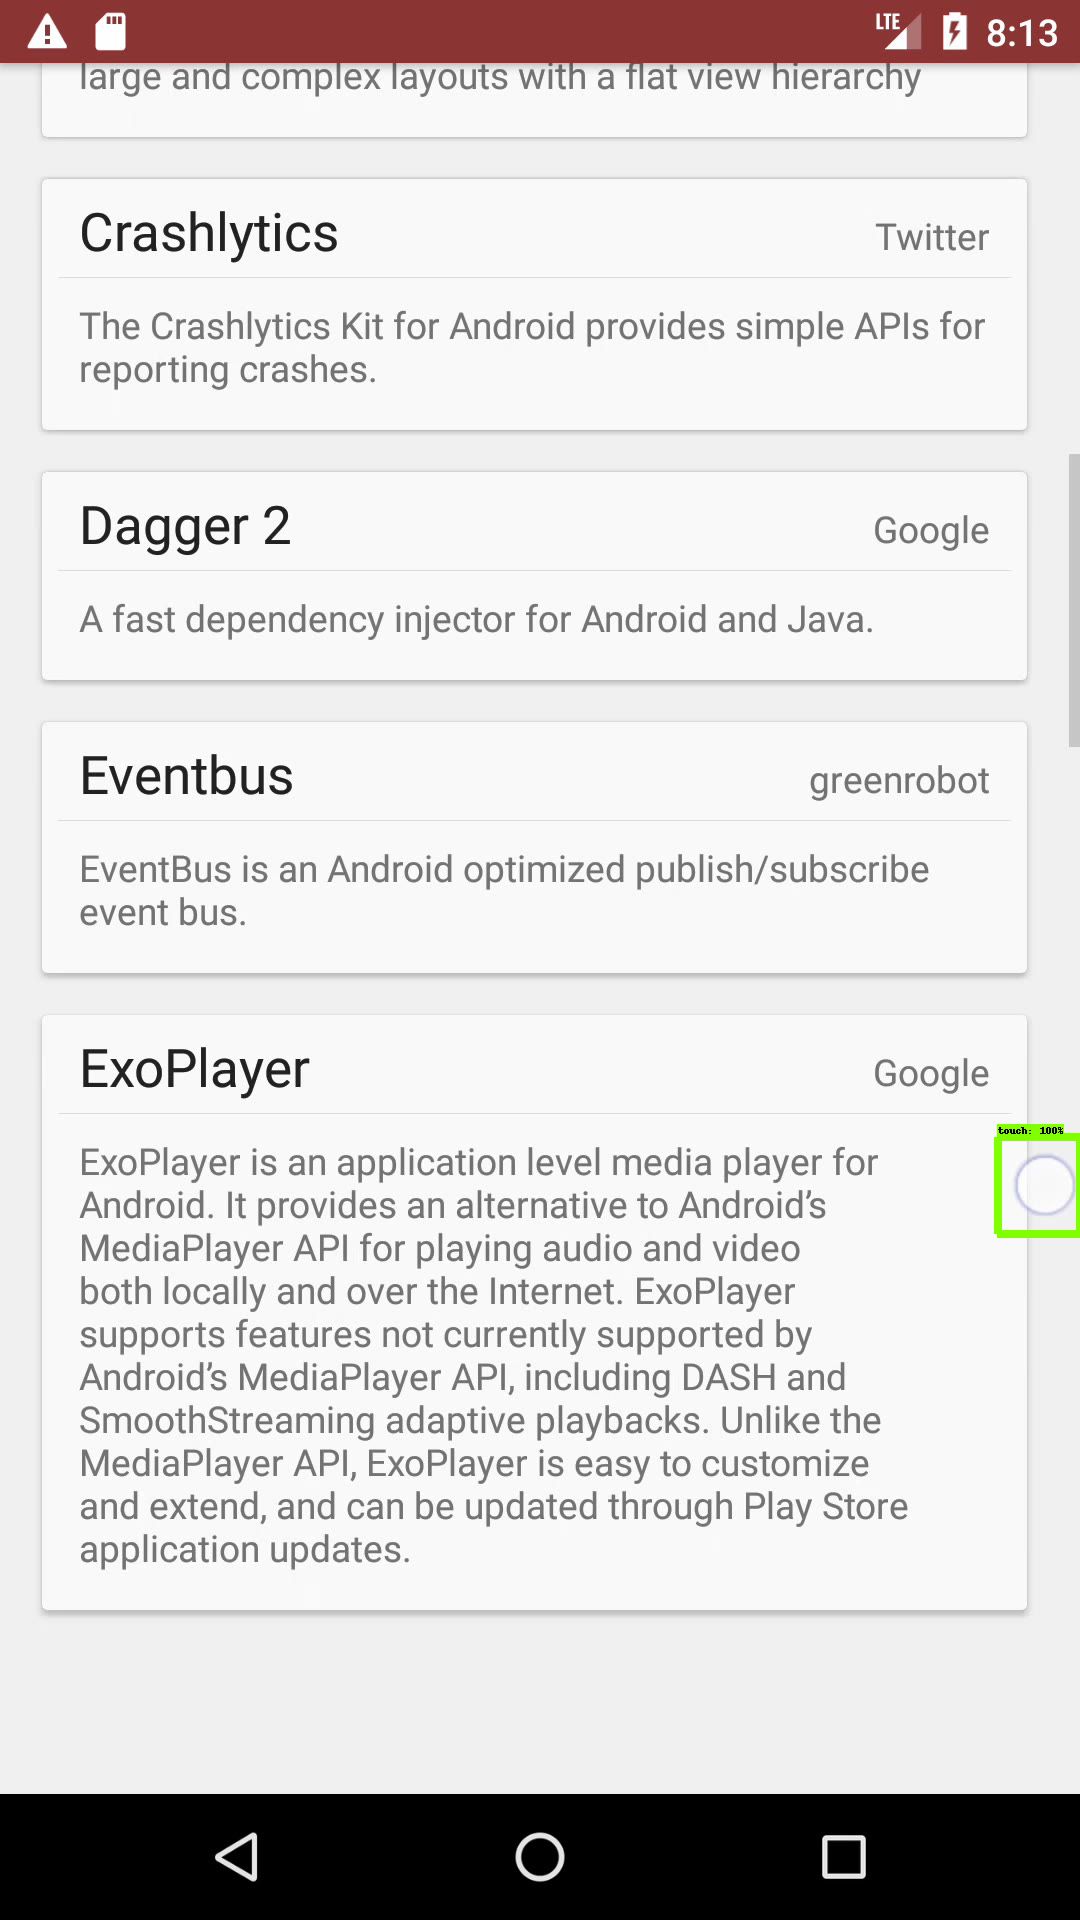 LTE 8:13
large and complex layouts with a flat view hierarchy
Crashlytics Twitter
The Crashlytics Kit for Android provides simple APIs for
reporting crashes.
Dagger 2 Google
A fast dependency injector for Android and Java.
Eventbus greenrobot
EventBus is an Android optimized publish/subscribe
event bus.
ExoPlayer Google
touch: 100%
ExoPlayer is an application level media player for
Android. It provides an alternative to Android’s
MediaPlayer API for playing audio and video
both locally and over the Internet. ExoPlayer
supports features not currently supported by
Android’s MediaPlayer API, including DASH and
SmoothStreaming adaptive playbacks. Unlike the
MediaPlayer API, ExoPlayer is easy to customize
and extend, and can be updated through Play Store
application updates.